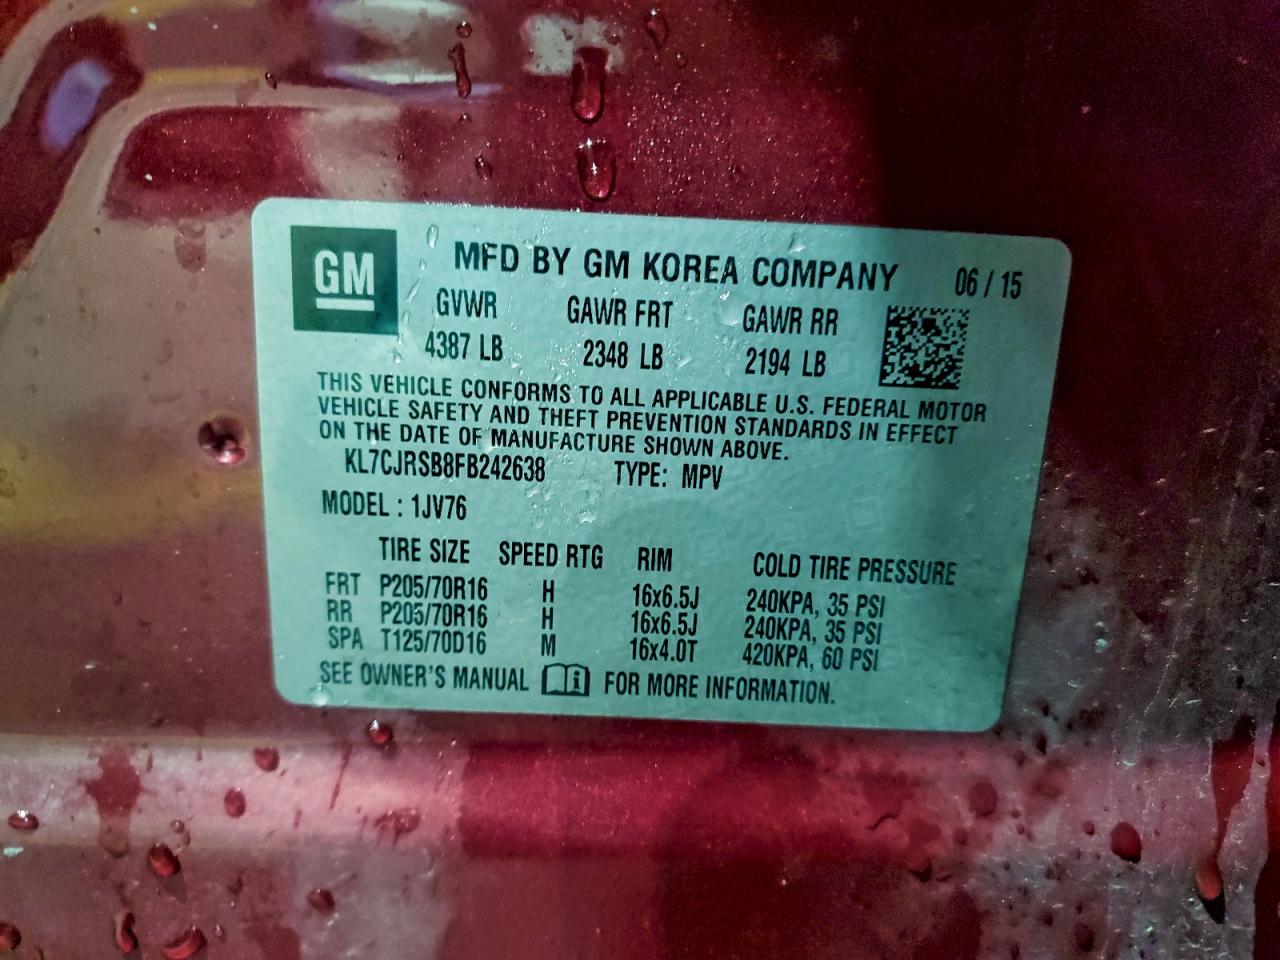 GM
MFD BY GM KOREA COMPANY 06 / 15
GVWR GAWR FRT GAWR RR
4387 LB 2348 LB 2194 LB
THIS VEHICLE CONFORMS TO ALL APPLICABLE U.S. FEDERAL MOTOR
VEHICLE SAFETY AND THEFT PREVENTION STANDARDS IN EFFECT
ON THE DATE OF MANUFACTURE SHOWN ABOVE.
KL7CJRSB8FB242638 TYPE: MPV
MODEL : 1JV76
TIRE SIZE SPEED RTG RIM COLD TIRE PRESSURE
FRT P205/70R16 H 16x6.5J 240KPA, 35 PSI
RR P205/70R16 H 16x6.5J 240KPA, 35 PSI
SPA T125/70D16 M 16x4.0T 420KPA, 60 PSI
SEE OWNER'S MANUAL i FOR MORE INFORMATION.